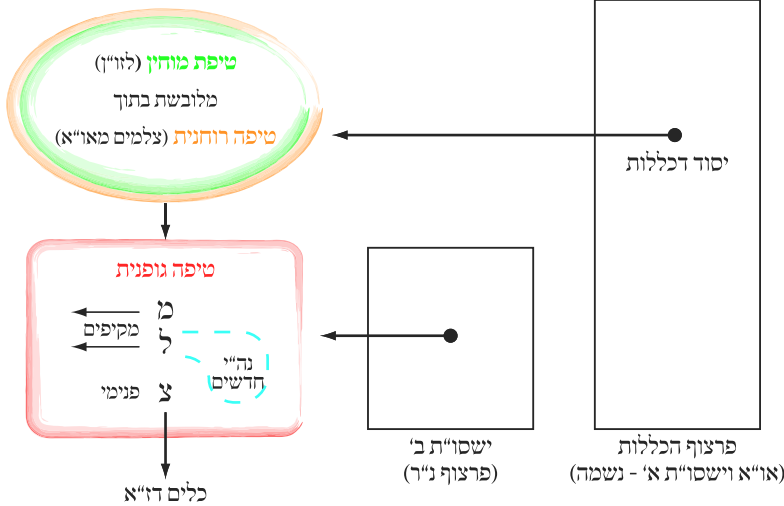 טיפת מוחין (לזו"ן)
מלובשת בתוך
טיפה רוחנית (צלמים מאו"א)
יסוד דכללות
טיפה גופנית
מ
מקיפים
ל
נה"י
חדשים
צ
פנימי
כלים דז"א
ישסו"ת ב'
(פרצוף נ"ר)
פרצוף הכללות
(או"א וישסו"ת א' - נשמה)